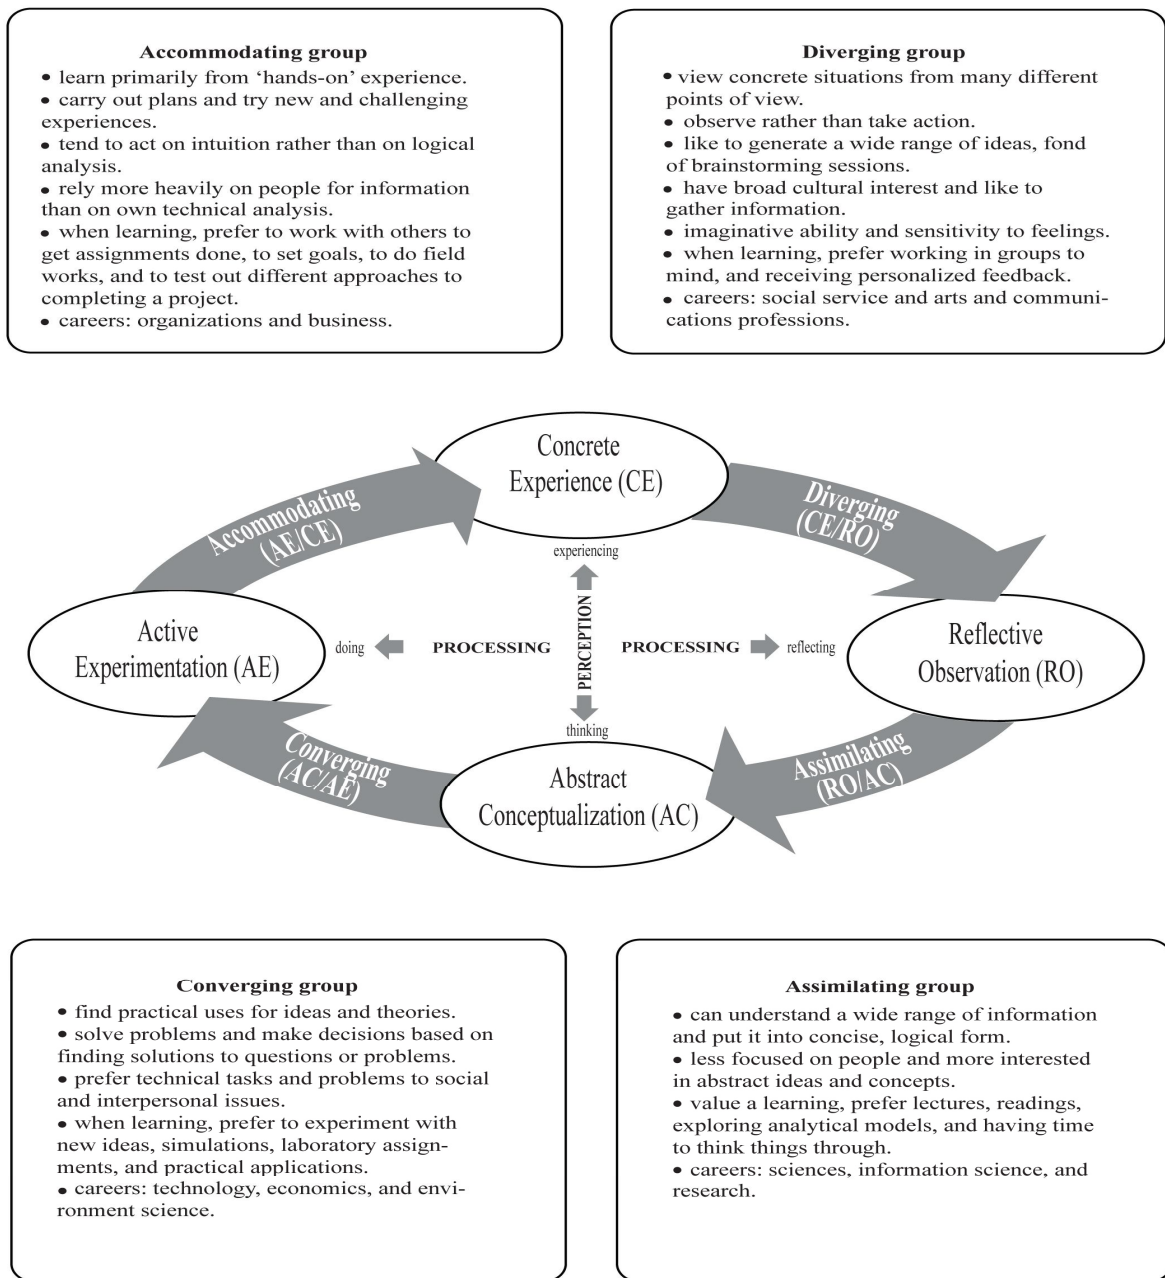 Accommodating group
• learn primarily from ‘hands-on’ experience.
• carry out plans and try new and challenging
experiences.
• tend to act on intuition rather than on logical
analysis.
• rely more heavily on people for information
than on own technical analysis.
• when learning, prefer to work with others to
get assignments done, to set goals, to do field
works, and to test out different approaches to
completing a project.
• careers: organizations and business.
Diverging group
• view concrete situations from many different
points of view.
• observe rather than take action.
• like to generate a wide range of ideas, fond
of brainstorming sessions.
• have broad cultural interest and like to
gather information.
• imaginative ability and sensitivity to feelings.
• when learning, prefer working in groups to
mind, and receiving personalized feedback.
• careers: social service and arts and communi-
cations professions.
Concrete
Experience (CE)
Accommodating
(AE/CE)
Diverging
(CE/RO)
experiencing
Active
Experimentation (AE)
doing
PROCESSING
PERCEPTION
PROCESSING
reflecting
Reflective
Observation (RO)
thinking
Converging
(AC/AE)
Abstract
Conceptualization (AC)
Assimilating
(RO/AC)
Converging group
• find practical uses for ideas and theories.
• solve problems and make decisions based on
finding solutions to questions or problems.
• prefer technical tasks and problems to social
and interpersonal issues.
• when learning, prefer to experiment with
new ideas, simulations, laboratory assign-
ments, and practical applications.
• careers: technology, economics, and envi-
ronment science.
Assimilating group
• can understand a wide range of information
and put it into concise, logical form.
• less focused on people and more interested
in abstract ideas and concepts.
• value a learning, prefer lectures, readings,
exploring analytical models, and having time
to think things through.
• careers: sciences, information science, and
research.